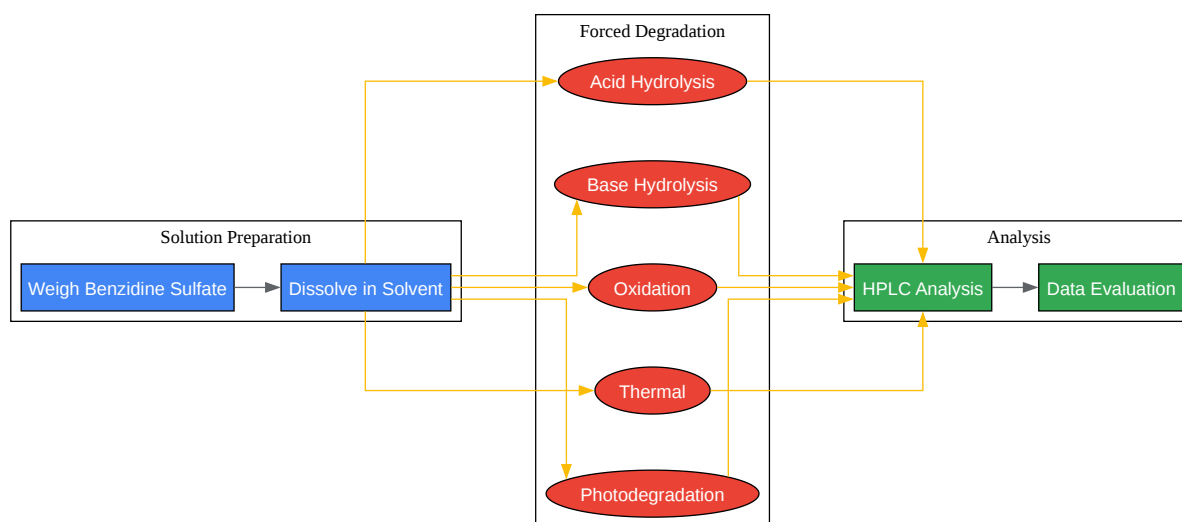 Solution Preparation
Weigh Benzidine Sulfate
Dissolve in Solvent
Forced Degradation
Acid Hydrolysis
Base Hydrolysis
Oxidation
Thermal
Photodegradation
Analysis
HPLC Analysis
Data Evaluation